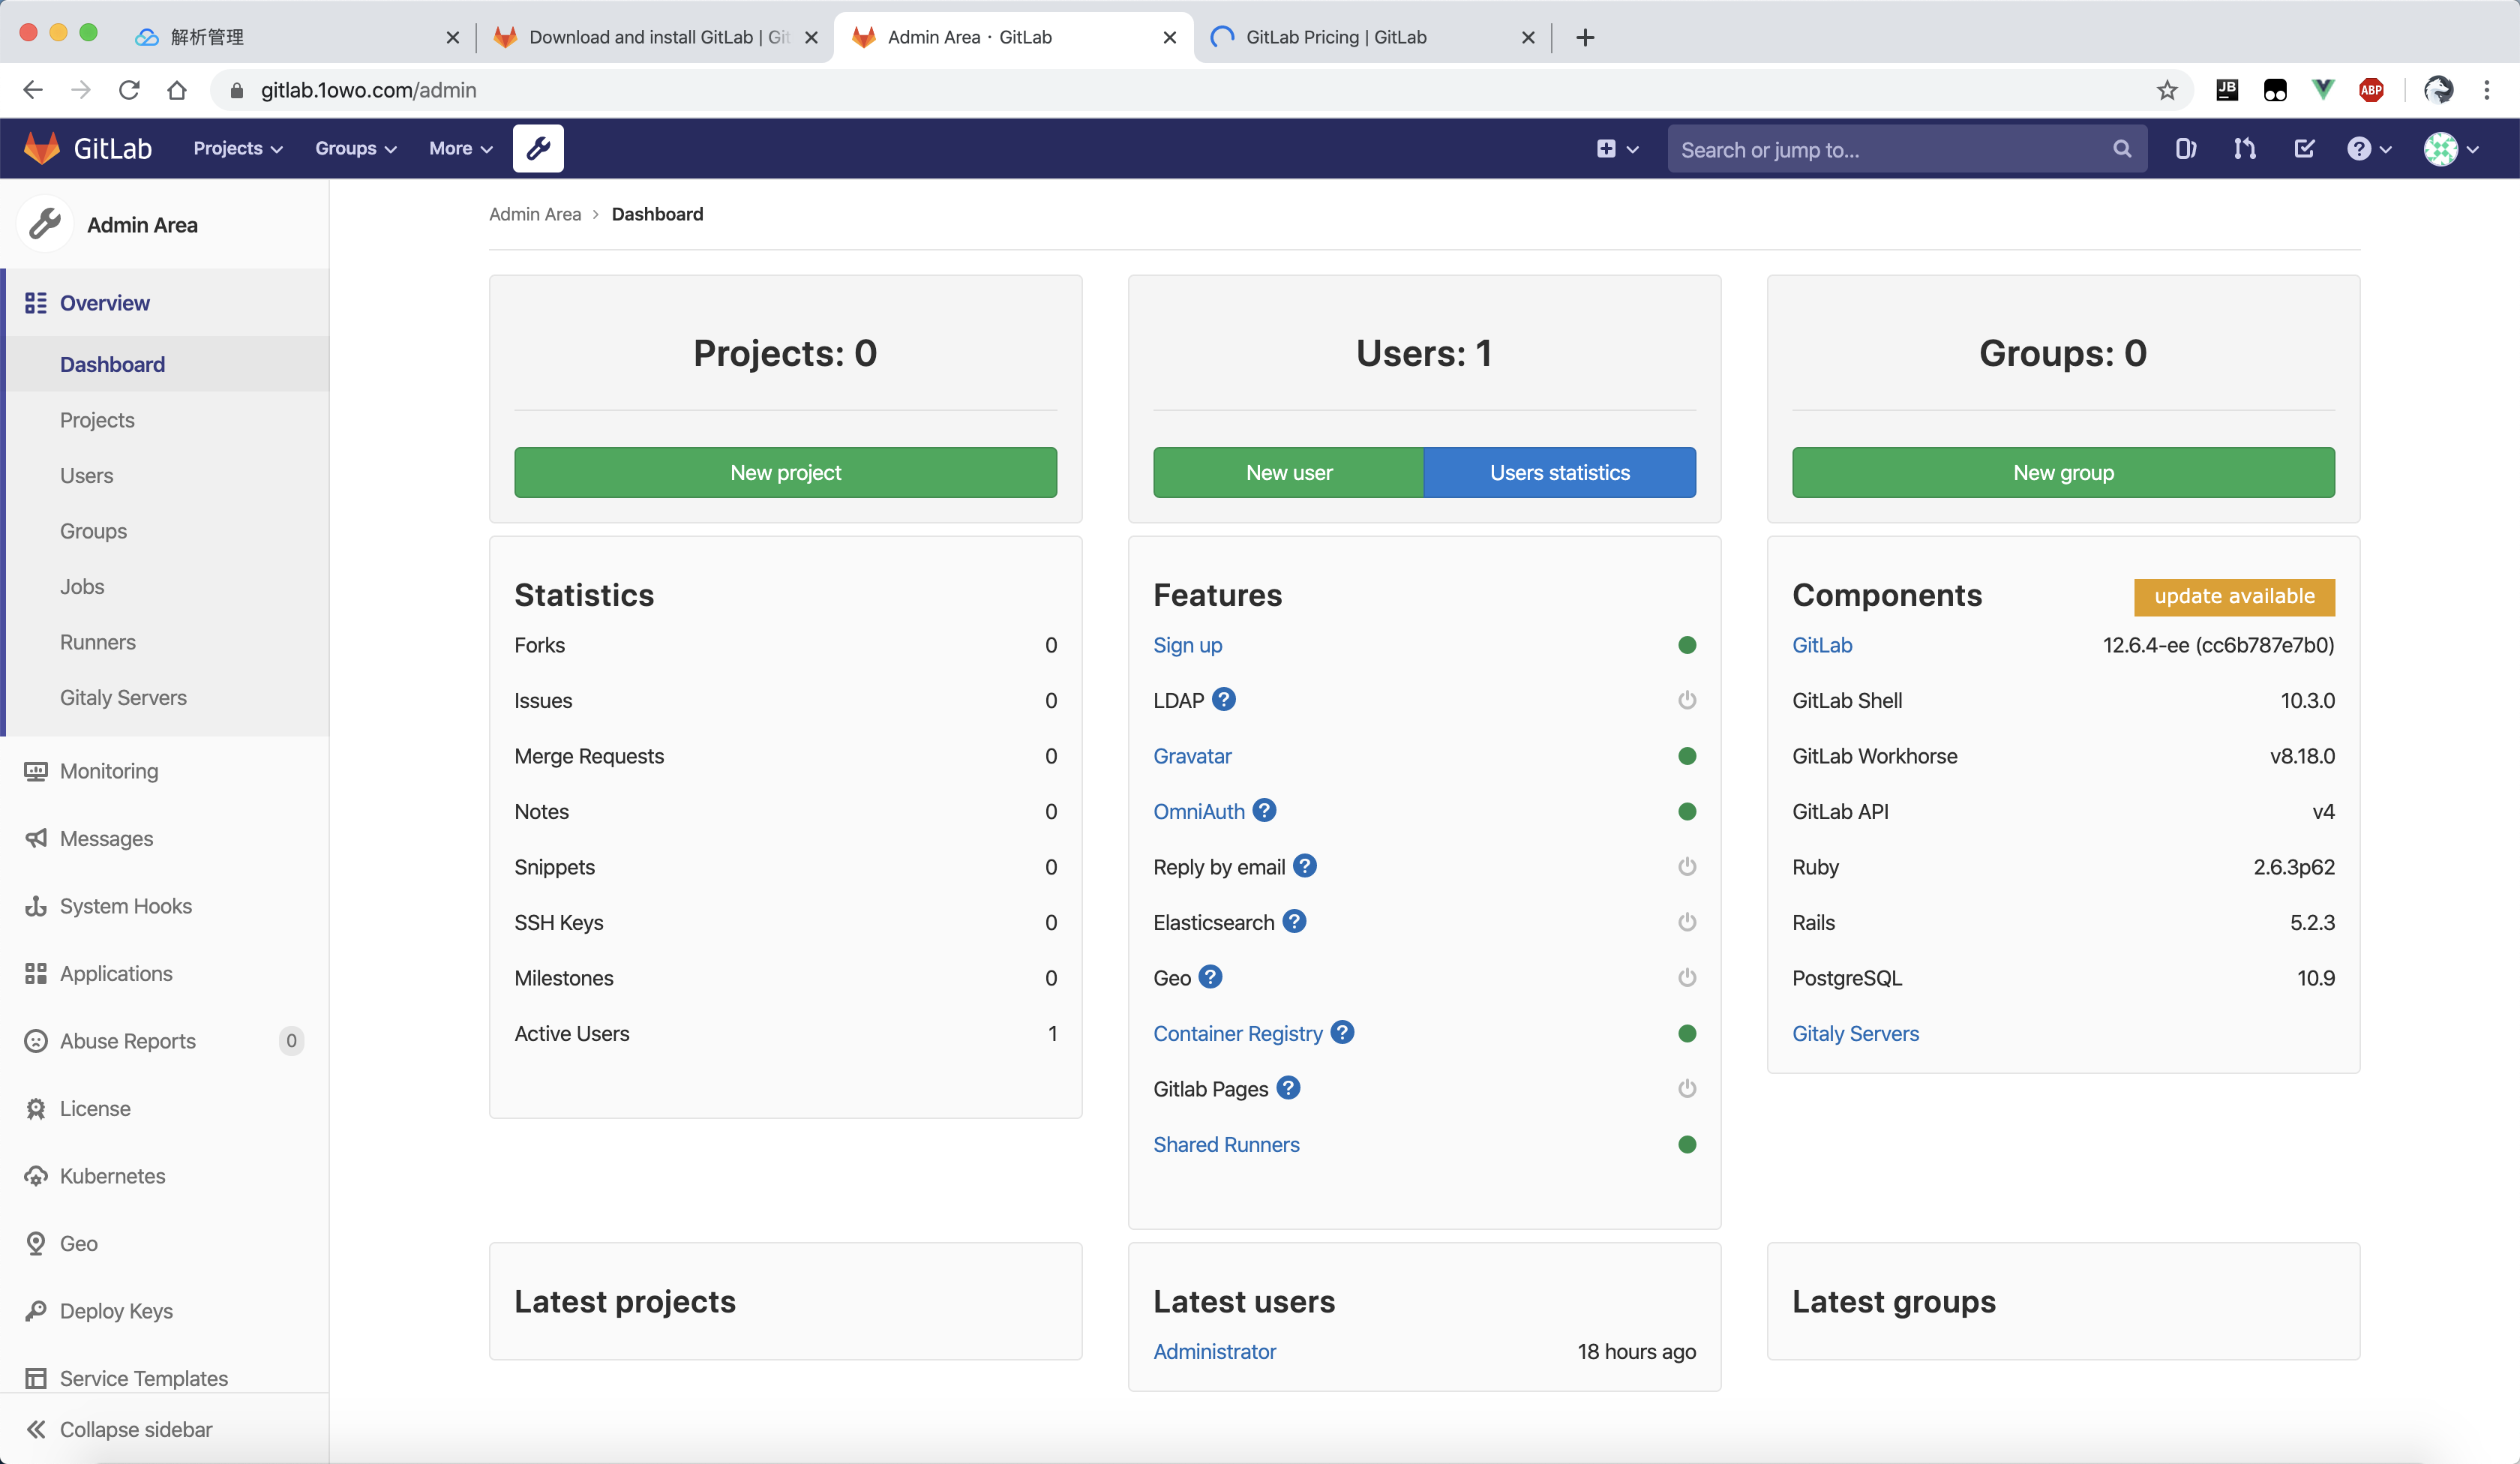 解析管理
Download and install GitLab | Git
Admin Area · GitLab
GitLab Pricing | GitLab
gitlab.1owo.com/admin
JB
ABP
GitLab
Projects
Groups
More
Search or jump to...
Admin Area
Overview
Dashboard
Projects
Users
Groups
Jobs
Runners
Gitaly Servers
Monitoring
Messages
System Hooks
Applications
Abuse Reports 0
License
Kubernetes
Geo
Deploy Keys
Service Templates
Collapse sidebar
Admin Area > Dashboard
Projects: 0
New project
Users: 1
New user
Users statistics
Groups: 0
New group
Statistics
Forks 0
Issues 0
Merge Requests 0
Notes 0
Snippets 0
SSH Keys 0
Milestones 0
Active Users 1
Features
Sign up
LDAP ?
Gravatar
OmniAuth ?
Reply by email ?
Elasticsearch ?
Geo ?
Container Registry ?
Gitlab Pages ?
Shared Runners
Components update available
GitLab 12.6.4-ee (cc6b787e7b0)
GitLab Shell 10.3.0
GitLab Workhorse v8.18.0
GitLab API v4
Ruby 2.6.3p62
Rails 5.2.3
PostgreSQL 10.9
Gitaly Servers
Latest projects
Latest users
Administrator 18 hours ago
Latest groups